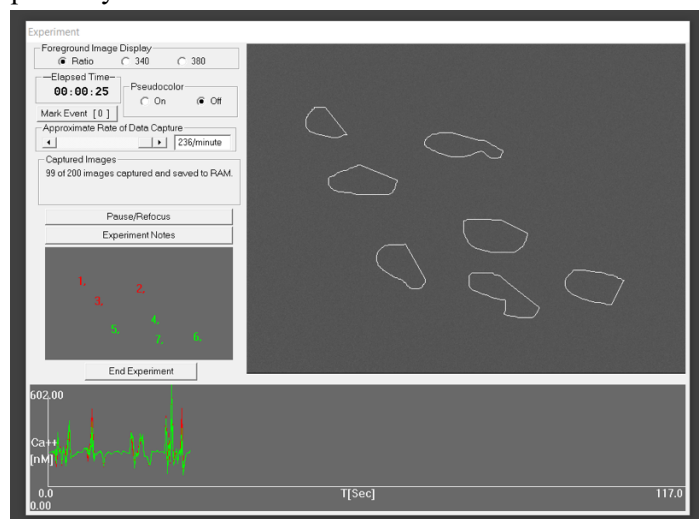 Experiment
Foreground Image Display
Ratio 340 380
Elapsed Time
00:00:25
Pseudocolor
On Off
Mark Event [ 0 ]
Approximate Rate of Data Capture
236/minute
Captured Images
99 of 200 images captured and saved to RAM.
Pause/Refocus
Experiment Notes
1.
2.
3.
4.
5.
6.
7.
End Experiment
602.00
Ca++
[nM]
0.0 T[Sec] 117.0
0.00